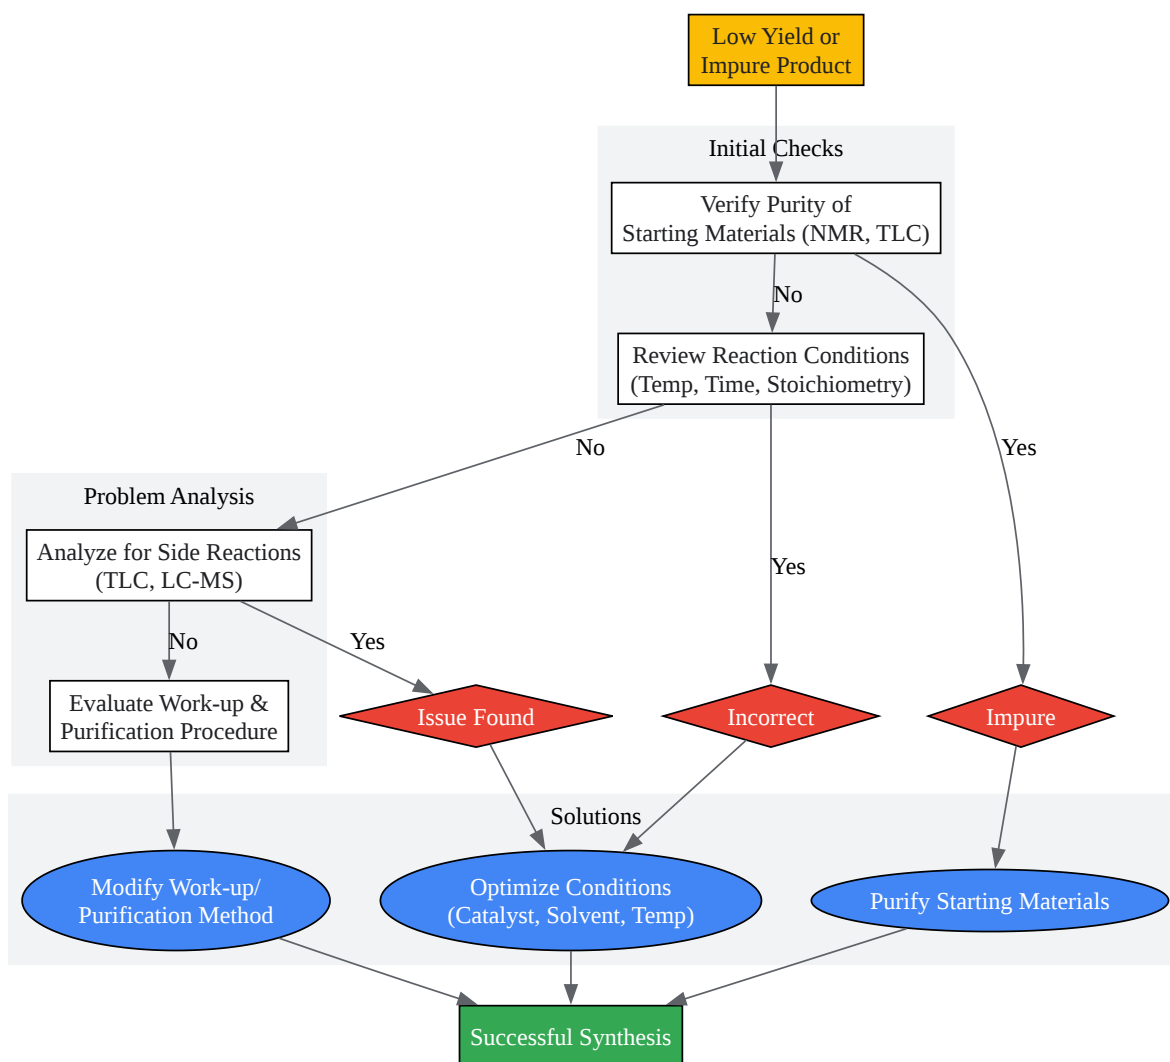 Low Yield or
Impure Product
Initial Checks
Verify Purity of
Starting Materials (NMR, TLC)
No
Review Reaction Conditions
(Temp, Time, Stoichiometry)
No
Yes
Problem Analysis
Analyze for Side Reactions
(TLC, LC-MS)
Yes
No
Yes
Evaluate Work-up &
Purification Procedure
Issue Found
Incorrect
Impure
Solutions
Modify Work-up/
Purification Method
Optimize Conditions
(Catalyst, Solvent, Temp)
Purify Starting Materials
Successful Synthesis